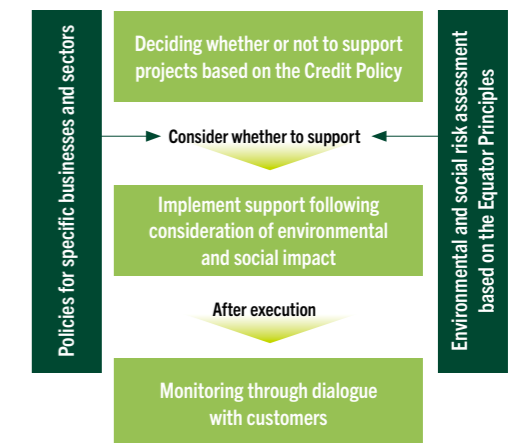 Policies for specific businesses and sectors
Deciding whether or not to support
projects based on the Credit Policy
Consider whether to support
Implement support following
consideration of environmental
and social impact
After execution
Monitoring through dialogue
with customers
Environmental and social risk assessment
based on the Equator Principles